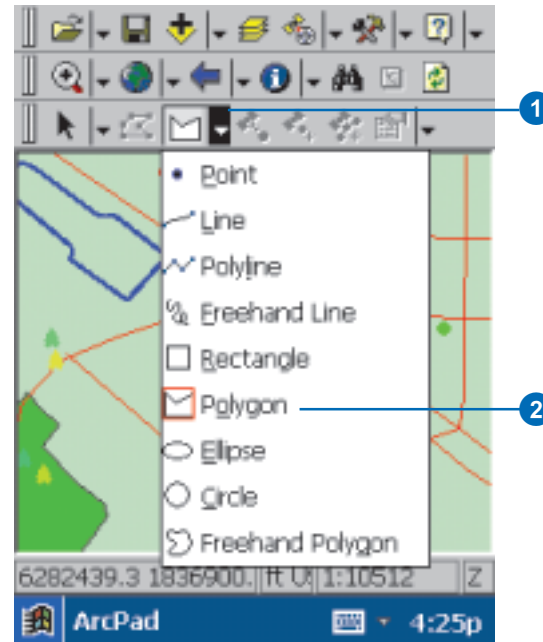 1
Point
Line
Polyline
Freehand Line
Rectangle
Polygon
2
Ellipse
Circle
Freehand Polygon
6282439.3 1836900. ft 1:10512 Z
ArcPad 4:25p